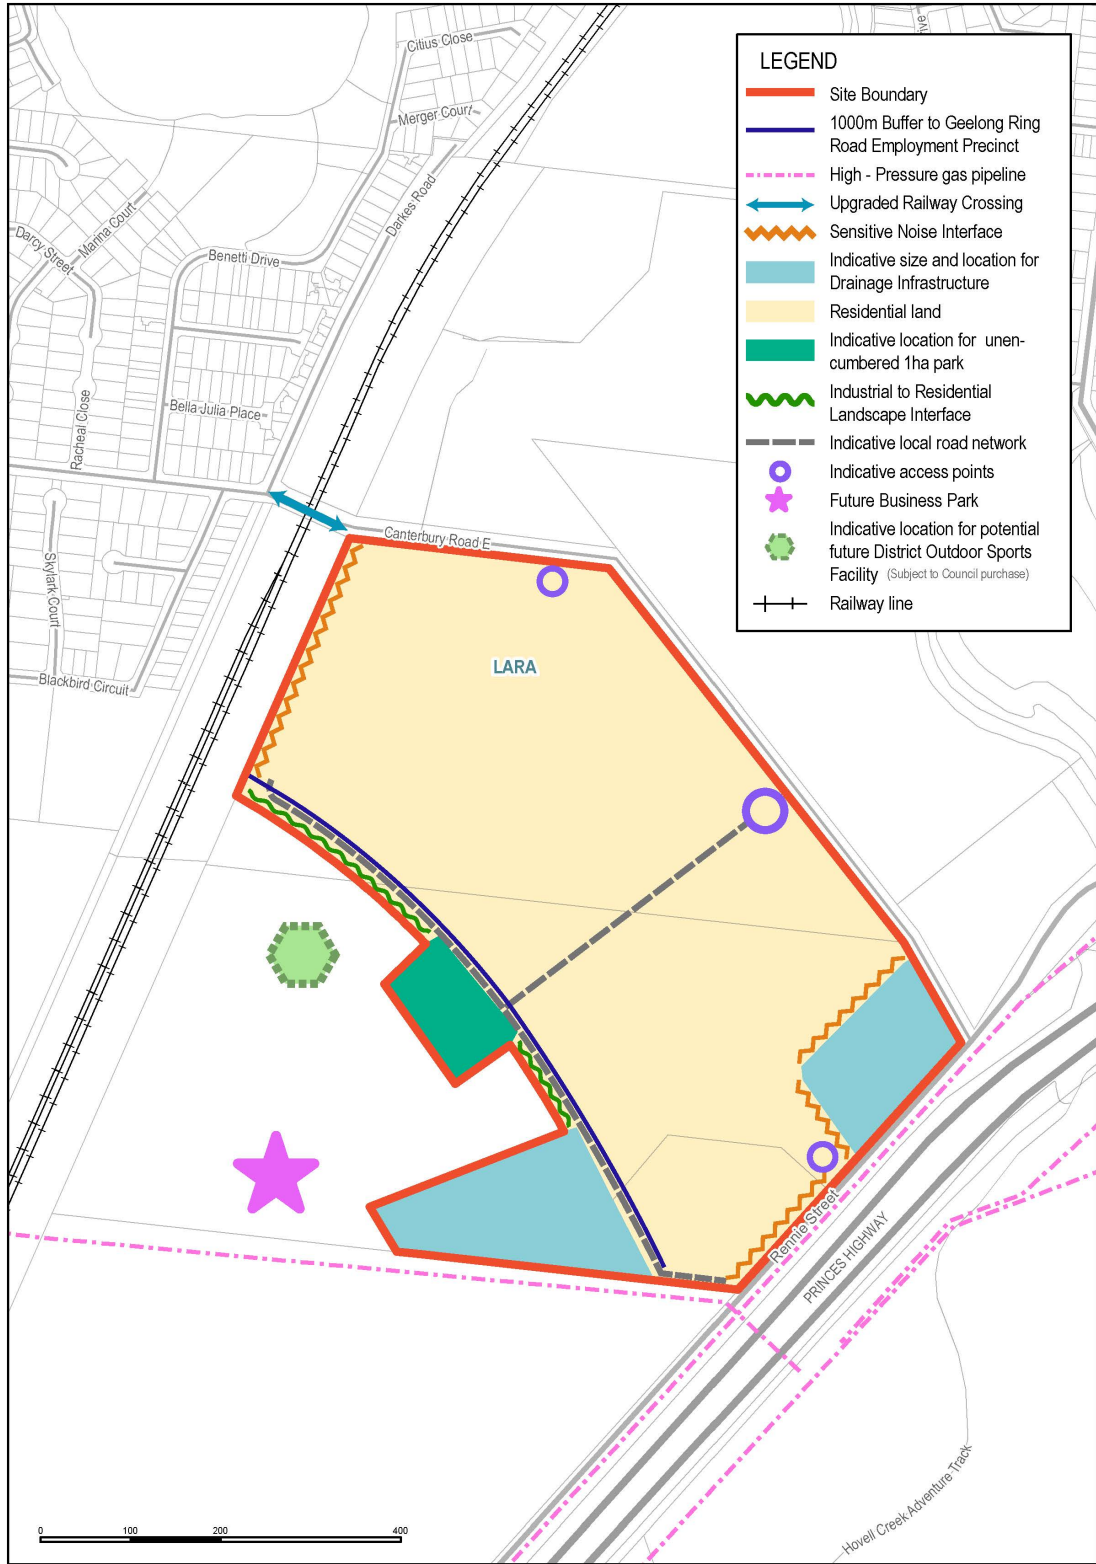 Citius Close
Merger Court
Darkes Road
Marina Court
Darcy Street
Benetti Drive
Bella Julia Place
Racheal Close
Skylark Court
Blackbird Circuit
Canterbury Road E
LARA
Rennie Street
PRINCES HIGHWAY
Hovell Creek Adventure Track
LEGEND
Site Boundary
1000m Buffer to Geelong Ring
Road Employment Precinct
High - Pressure gas pipeline
Upgraded Railway Crossing
Sensitive Noise Interface
Indicative size and location for
Drainage Infrastructure
Residential land
Indicative location for unen-
cumbered 1ha park
Industrial to Residential
Landscape Interface
Indicative local road network
Indicative access points
Future Business Park
Indicative location for potential
future District Outdoor Sports
Facility (Subject to Council purchase)
Railway line
0 100 200 400